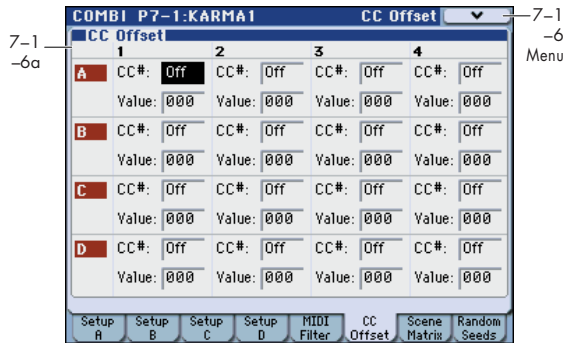 COMBI P7-1:KARMA1 CC Offset
7-1
-6
Menu
7-1
-6a
CC Offset
1 2 3 4
A CC#: Off CC#: Off CC#: Off CC#: Off
Value: 000 Value: 000 Value: 000 Value: 000
B CC#: Off CC#: Off CC#: Off CC#: Off
Value: 000 Value: 000 Value: 000 Value: 000
C CC#: Off CC#: Off CC#: Off CC#: Off
Value: 000 Value: 000 Value: 000 Value: 000
D CC#: Off CC#: Off CC#: Off CC#: Off
Value: 000 Value: 000 Value: 000 Value: 000
Setup A Setup B Setup C Setup D MIDI Filter CC Offset Scene Matrix Random Seeds